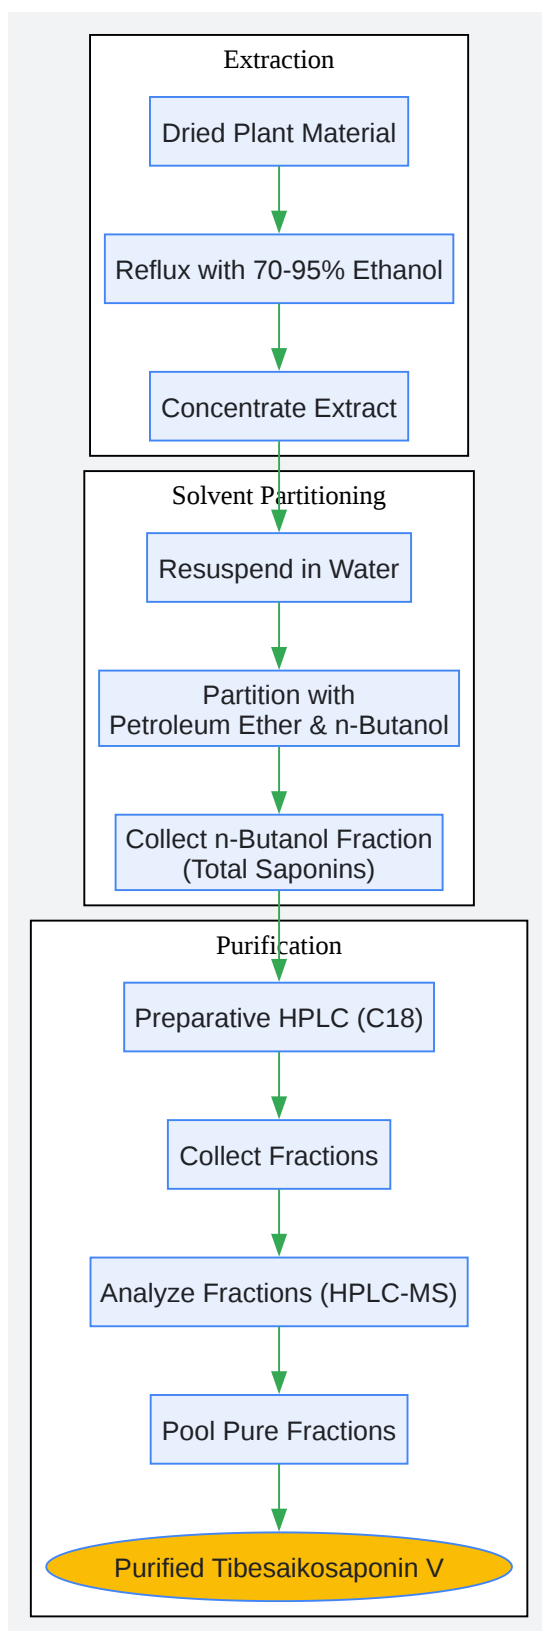 Extraction
Dried Plant Material
Reflux with 70-95% Ethanol
Concentrate Extract
Solvent Partitioning
Resuspend in Water
Partition with
Petroleum Ether & n-Butanol
Collect n-Butanol Fraction
(Total Saponins)
Purification
Preparative HPLC (C18)
Collect Fractions
Analyze Fractions (HPLC-MS)
Pool Pure Fractions
Purified Tibesaikosaponin V